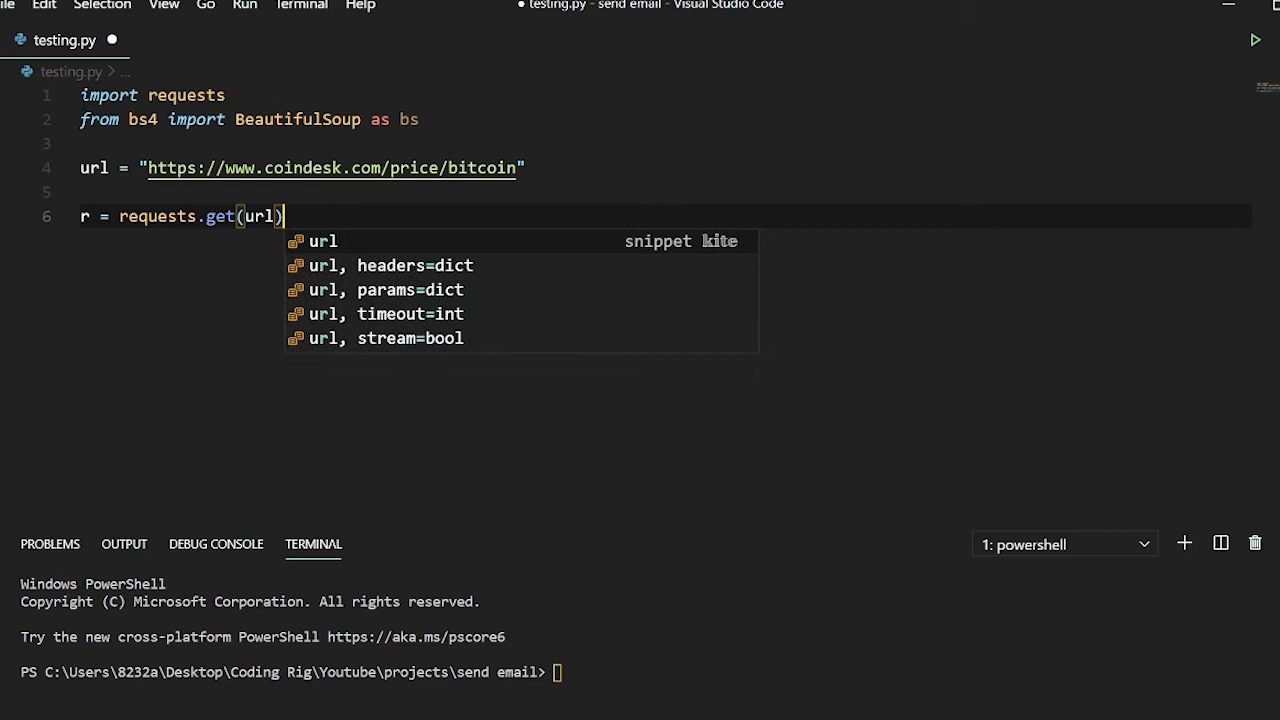 ile Edit Selection View Go Run Terminal Help ● testing.py - send email - Visual Studio Code
testing.py ●
testing.py > ...
1 import requests
2 from bs4 import BeautifulSoup as bs
3
4 url = "https://www.coindesk.com/price/bitcoin"
5
6 r = requests.get(url)
url snippet kite
url, headers=dict
url, params=dict
url, timeout=int
url, stream=bool
PROBLEMS OUTPUT DEBUG CONSOLE TERMINAL 1: powershell
Windows PowerShell
Copyright (C) Microsoft Corporation. All rights reserved.
Try the new cross-platform PowerShell https://aka.ms/pscore6
PS C:\Users\8232a\Desktop\Coding Rig\Youtube\projects\send email>